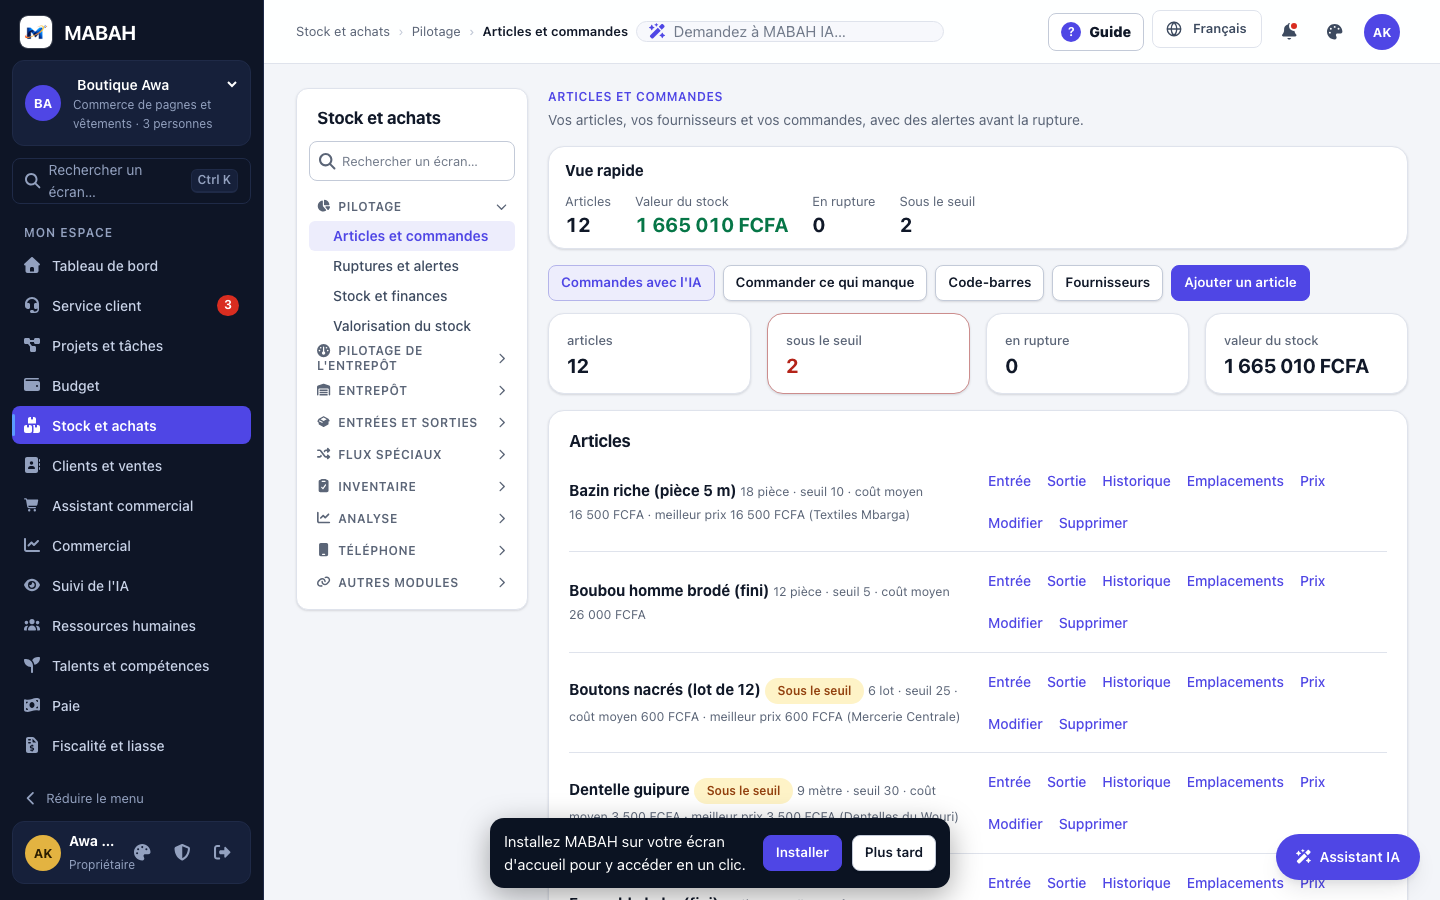 MABAH
BA
Boutique Awa
Commerce de pagnes et
vêtements · 3 personnes
Rechercher un
écran...
Ctrl K
MON ESPACE
Tableau de bord
Service client
3
Projets et tâches
Budget
Stock et achats
Clients et ventes
Assistant commercial
Commercial
Suivi de l'IA
Ressources humaines
Talents et compétences
Paie
Fiscalité et liasse
Réduire le menu
AK
Awa ...
Propriétaire
Stock et achats › Pilotage › Articles et commandes
Demandez à MABAH IA...
? Guide
Français
AK
Stock et achats
Rechercher un écran...
PILOTAGE
Articles et commandes
Ruptures et alertes
Stock et finances
Valorisation du stock
PILOTAGE DE
L'ENTREPÔT
ENTREPÔT
ENTRÉES ET SORTIES
FLUX SPÉCIAUX
INVENTAIRE
ANALYSE
TÉLÉPHONE
AUTRES MODULES
ARTICLES ET COMMANDES
Vos articles, vos fournisseurs et vos commandes, avec des alertes avant la rupture.
Vue rapide
Articles Valeur du stock En rupture Sous le seuil
12 1 665 010 FCFA 0 2
Commandes avec l'IA Commander ce qui manque Code-barres Fournisseurs Ajouter un article
articles
12
sous le seuil
2
en rupture
0
valeur du stock
1 665 010 FCFA
Articles
Bazin riche (pièce 5 m) 18 pièce · seuil 10 · coût moyen
16 500 FCFA · meilleur prix 16 500 FCFA (Textiles Mbarga)
Entrée Sortie Historique Emplacements Prix
Modifier Supprimer
Boubou homme brodé (fini) 12 pièce · seuil 5 · coût moyen
26 000 FCFA
Entrée Sortie Historique Emplacements Prix
Modifier Supprimer
Boutons nacrés (lot de 12) Sous le seuil 6 lot · seuil 25 ·
coût moyen 600 FCFA · meilleur prix 600 FCFA (Mercerie Centrale)
Entrée Sortie Historique Emplacements Prix
Modifier Supprimer
Dentelle guipure Sous le seuil 9 mètre · seuil 30 · coût
moyen 3 500 FCFA · meilleur prix 3 500 FCFA (Dentelles du Wouri)
Entrée Sortie Historique Emplacements Prix
Modifier Supprimer
Entrée Sortie Historique Emplacements Prix
Installez MABAH sur votre écran
d'accueil pour y accéder en un clic.
Installer
Plus tard
Assistant IA